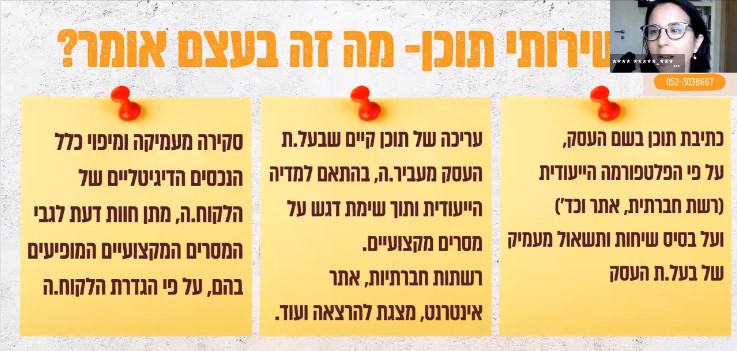 שירותי תוכן- מה זה בעצם אומר?
052-3038667
כתיבת תוכן בשם העסק,
על פי הפלטפורמה הייעודית
(רשת חברתית, אתר וכד')
ועל בסיס שיחות ותשאול מעמיק
של בעל.ת העסק
עריכה של תוכן קיים שבעל.ת
העסק מעביר.ה, בהתאם למדיה
הייעודית ותוך שימת דגש על
מסרים מקצועיים.
רשתות חברתיות, אתר
אינטרנט, מצגת להרצאה ועוד.
סקירה מעמיקה ומיפוי כלל
הנכסים הדיגיטליים של
הלקוח.ה, מתן חוות דעת לגבי
המסרים המקצועיים המופיעים
בהם, על פי הגדרת הלקוח.ה